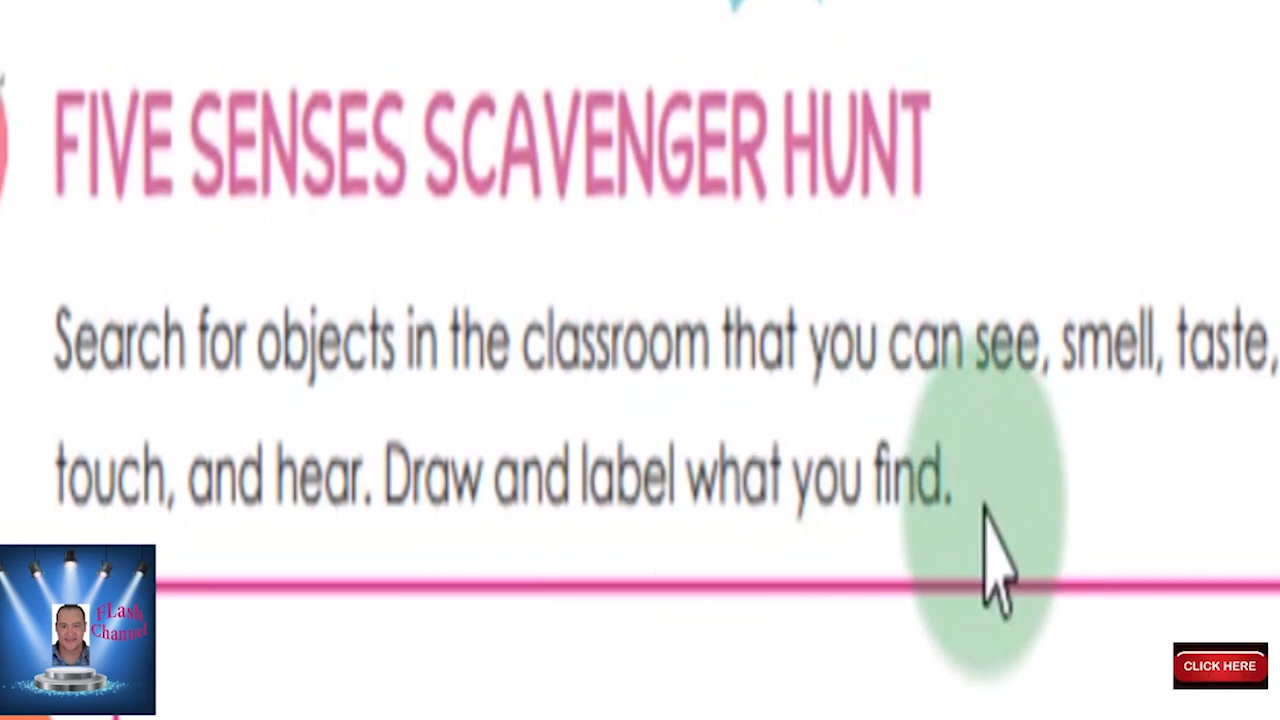 FIVE SENSES SCAVENGER HUNT
Search for objects in the classroom that you can see, smell, taste,
touch, and hear. Draw and label what you find.
FLash
Channel
CLICK HERE